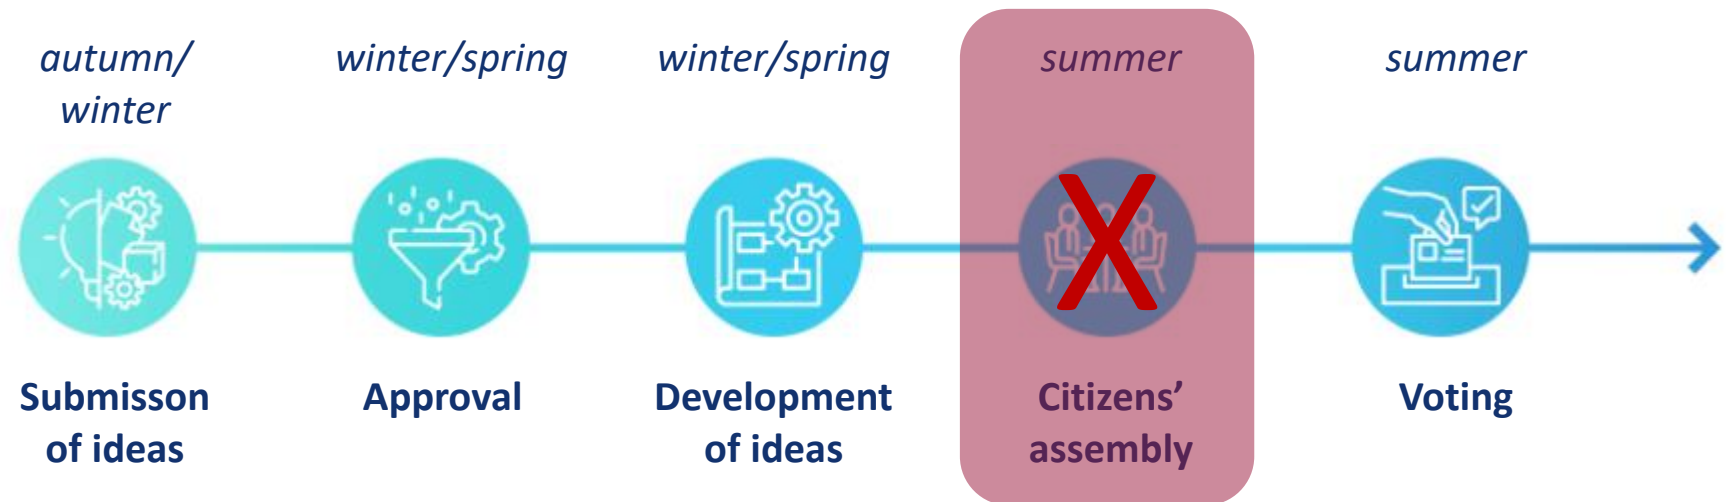 autumn/
winter
winter/spring
winter/spring
summer
summer
X
Submisson
of ideas
Approval
Development
of ideas
Citizens’
assembly
Voting